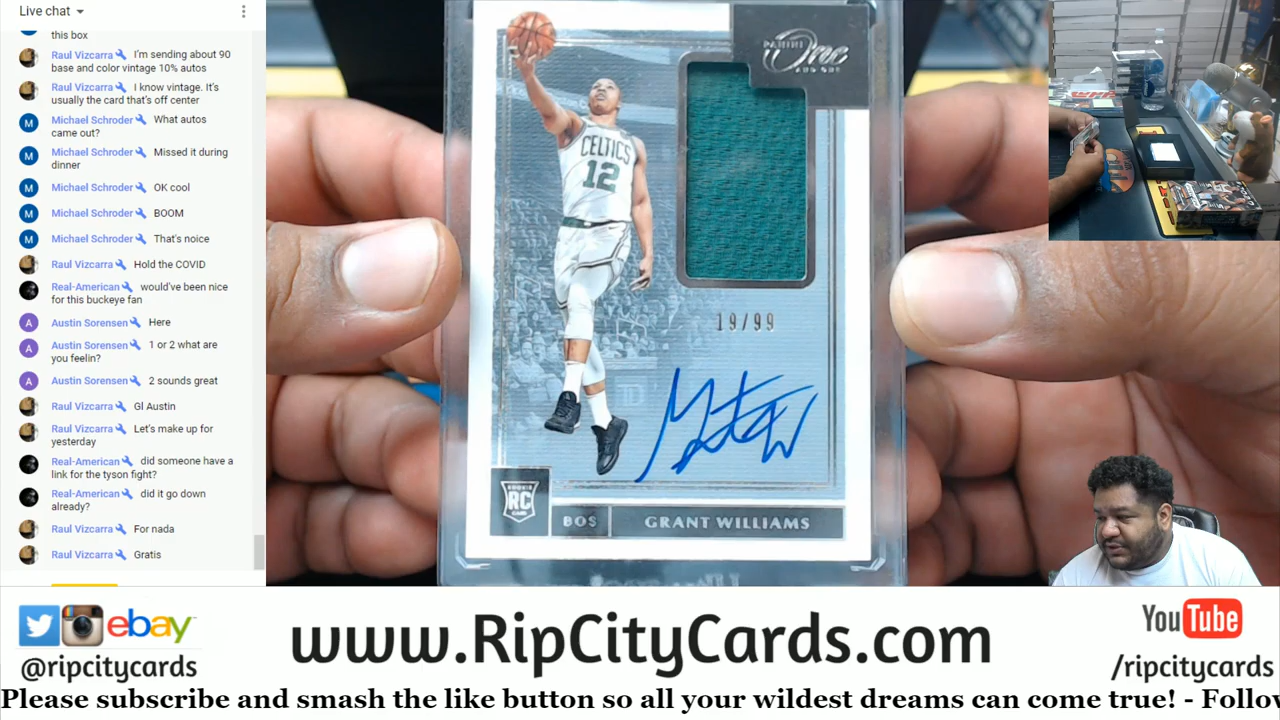 Live chat
this box
Raul Vizcarra I'm sending about 90
base and color vintage 10% autos
Raul Vizcarra I know vintage. It's
usually the card that's off center
Michael Schroder What autos
came out?
Michael Schroder Missed it during
dinner
Michael Schroder OK cool
Michael Schroder BOOM
Michael Schroder That's noice
Raul Vizcarra Hold the COVID
Real-American would've been nice
for this buckeye fan
Austin Sorensen Here
Austin Sorensen 1 or 2 what are
you feelin?
Austin Sorensen 2 sounds great
Raul Vizcarra Gl Austin
Raul Vizcarra Let's make up for
yesterday
Real-American did someone have a
link for the tyson fight?
Real-American did it go down
already?
Raul Vizcarra For nada
Raul Vizcarra Gratis
PANINI
One
AND ONE
CELTICS
12
19/99
ROOKIE
RC
CARD
BOS
GRANT WILLIAMS
ebay
@ripcitycards
www.RipCityCards.com
YouTube
/ripcitycards
Please subscribe and smash the like button so all your wildest dreams can come true! - Follow